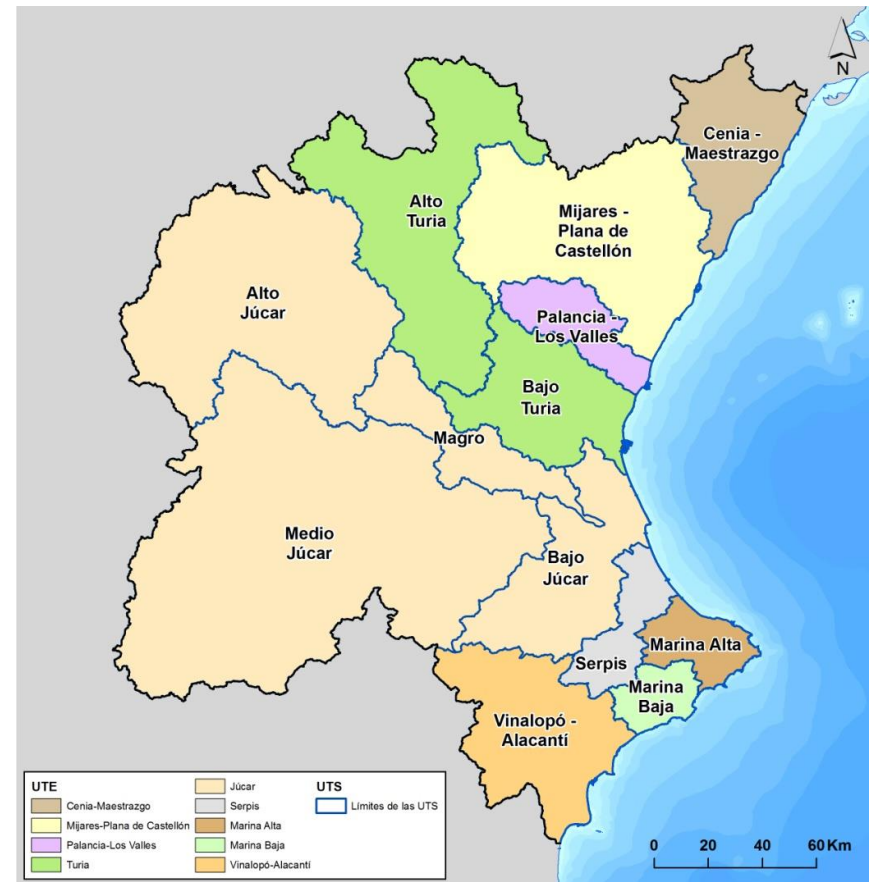 N
Cenia -
Maestrazgo
Alto
Turia
Mijares -
Plana de
Castellón
Alto
Júcar
Palancia -
Los Valles
Bajo
Turia
Magro
Medio
Júcar
Bajo
Júcar
Marina Alta
Serpis
Marina
Baja
Vinalopó -
Alacantí
UTE
Cenia-Maestrazgo
Mijares-Plana de Castellón
Palancia-Los Valles
Turia
Júcar
Serpis
Marina Alta
Marina Baja
Vinalopó-Alacantí
UTS
Límites de las UTS
0 20 40 60 Km